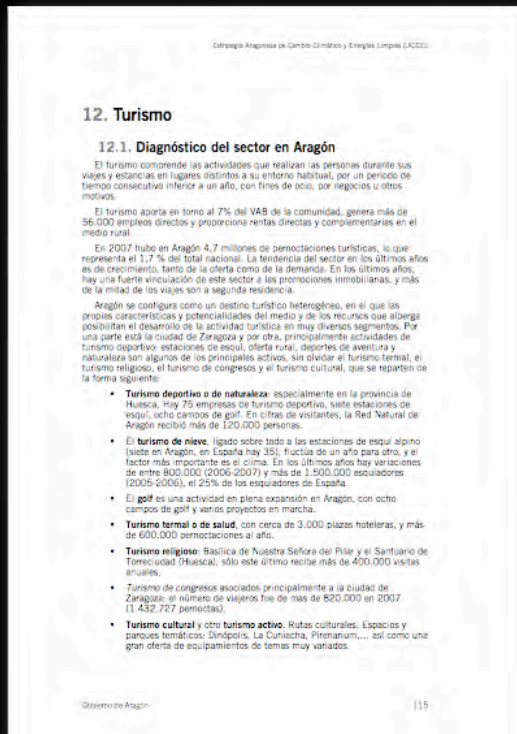 Estrategia Aragonesa de Cambio Climático y Energías Limpias EACCEL
12. Turismo
12.1. Diagnóstico del sector en Aragón
El turismo comprende las actividades que realizan las personas durante sus
viajes y estancias en lugares distintos a su entorno habitual, por un periodo de
tiempo consecutivo inferior a un año, con fines de ocio, por negocios u otros
motivos.
El turismo aporta en torno al 7% del VAB de la comunidad, genera más de
56.000 empleos directos y proporciona rentas directas y complementarias en el
medio rural.
En 2007 hubo en Aragón 4,7 millones de pernoctaciones turísticas, lo que
representa el 1,7 % del total nacional. La tendencia del sector en los últimos años
es de crecimiento, tanto de la oferta como de la demanda. En los últimos años,
hay una fuerte vinculación de este sector a las promociones inmobiliarias, y más
de la mitad de los viajes son a segunda residencia.
Aragón se configura como un destino turístico heterogéneo, en el que las
propias características y potencialidades del medio y de los recursos que alberga
posibilitan el desarrollo de la actividad turística en muy diversos segmentos. Por
una parte está la ciudad de Zaragoza y por otra, principalmente actividades de
turismo deportivo: estaciones de esquí, oferta rural, deportes de aventura y
naturaleza son algunos de los principales activos, sin olvidar el turismo termal, el
turismo religioso, el turismo de congresos y el turismo cultural, que se reparten de
la forma siguiente:
• Turismo deportivo o de naturaleza: especialmente en la provincia de
Huesca. Hay 75 empresas de turismo deportivo, siete estaciones de
esquí, ocho campos de golf. En cifras de visitantes, la Red Natural de
Aragón recibió más de 120.000 personas.
• El turismo de nieve, ligado sobre todo a las estaciones de esquí alpino
(siete en Aragón, en España hay 35), fluctúa de un año para otro, y el
factor más importante es el clima. En los últimos años hay variaciones
de entre 800.000 (2006-2007) y más de 1.500.000 esquiadores
(2005-2006), el 25% de los esquiadores de España.
• El golf es una actividad en plena expansión en Aragón, con ocho
campos de golf y varios proyectos en marcha.
• Turismo termal o de salud, con cerca de 3.000 plazas hoteleras, y más
de 600.000 pernoctaciones al año.
• Turismo religioso: Basílica de Nuestra Señora del Pilar y el Santuario de
Torreciudad (Huesca), sólo este último recibe más de 400.000 visitas
anuales.
• Turismo de congresos asociados principalmente a la ciudad de
Zaragoza: el número de viajeros fue de mas de 820.000 en 2007
(1.432.727 pernoctas).
• Turismo cultural y otro turismo activo. Rutas culturales. Espacios y
parques temáticos: Dinópolis, La Cuniacha, Pirenarium,... así como una
gran oferta de equipamientos de temas muy variados.
Gobierno de Aragón
115